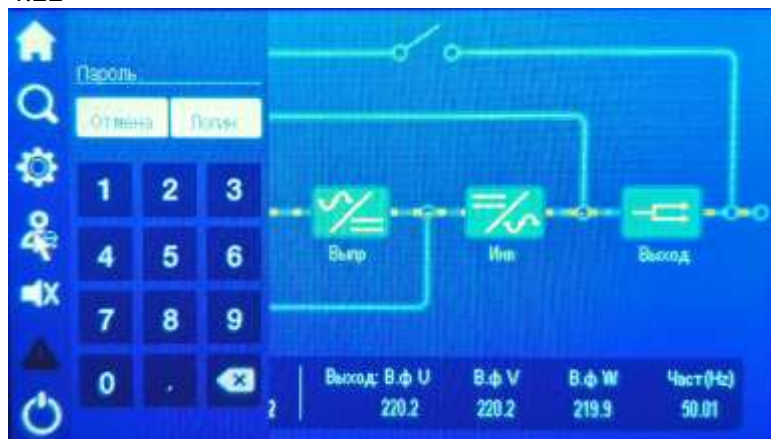 Пароль
Отмена Логин
1 2 3
4 5 6
7 8 9
0 .
Выпр Инв Выход
Выход: В.ф U В.ф V В.ф W Част(Hz)
2 220.2 220.2 219.9 50.01